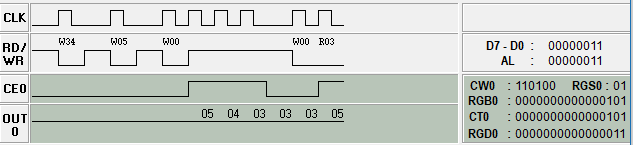 CLK
RD/
WR
W34 W05 W00 W00 R03
CE0
OUT
0
05 04 03 03 03 05
D7 - D0 : 00000011
AL : 00000011
CW0 : 110100 RGS0 : 01
RGB0 : 0000000000000101
CT0 : 0000000000000101
RGD0 : 0000000000000011